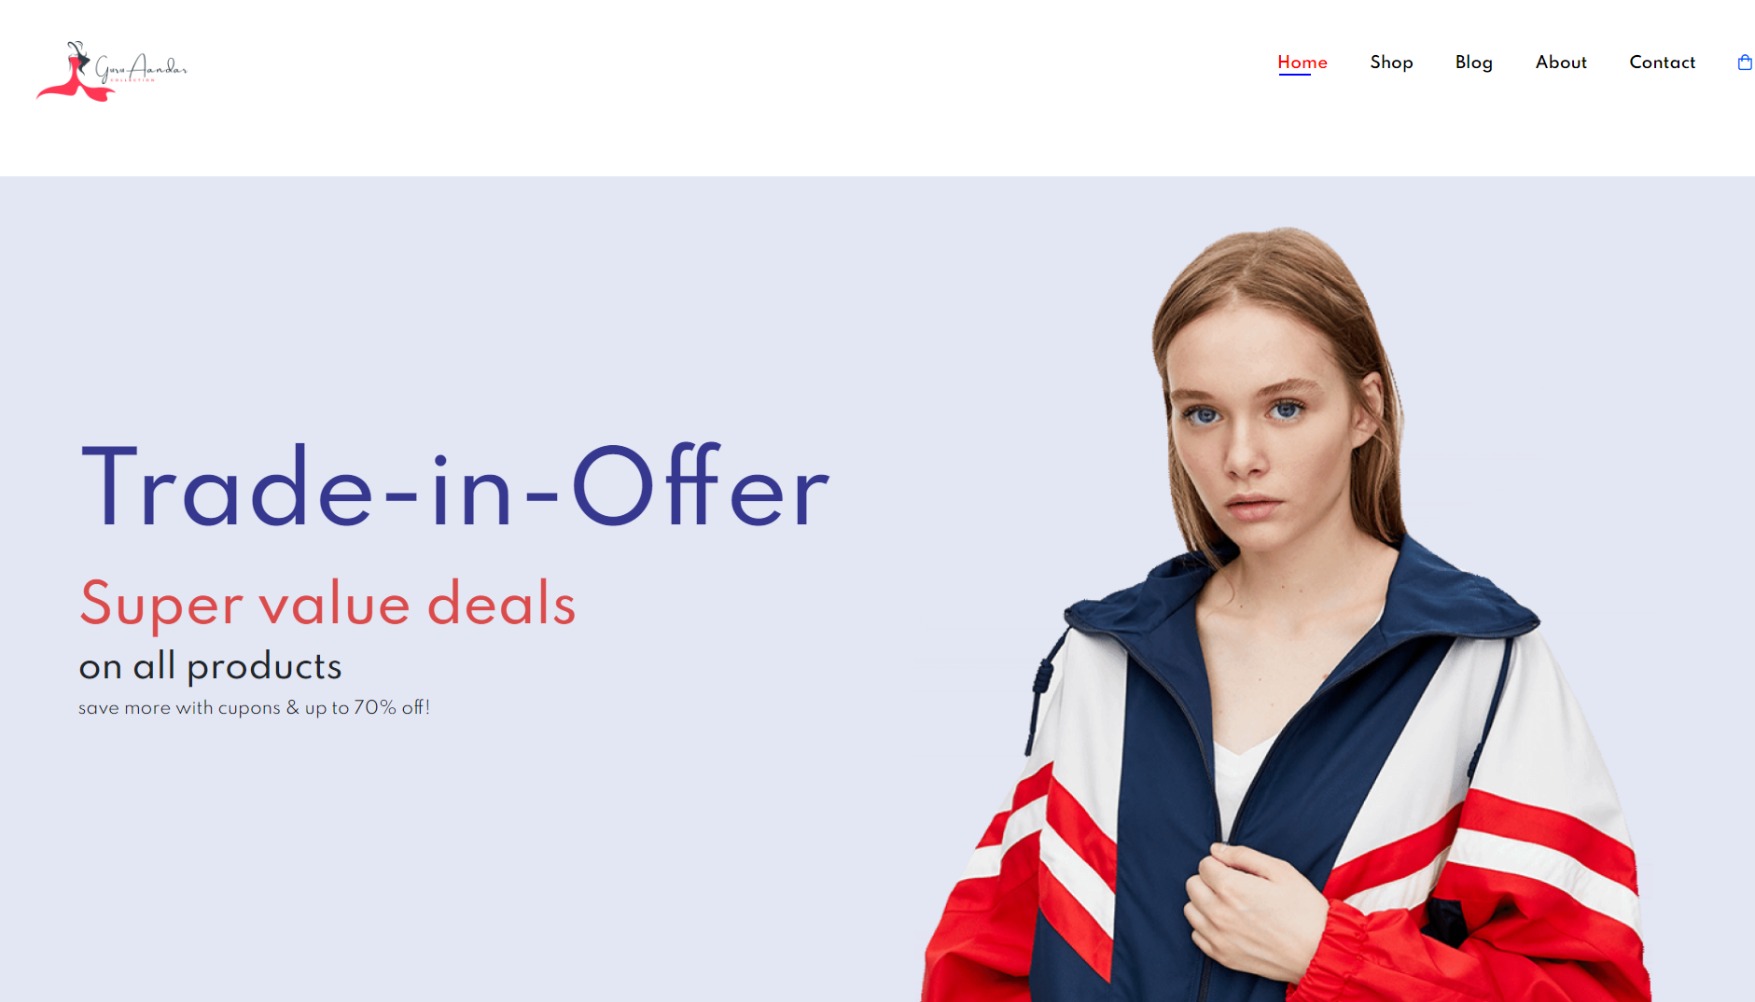 Guru Aandar
COLLECTION
Home Shop Blog About Contact
Trade-in-Offer
Super value deals
on all products
save more with cupons & up to 70% off!